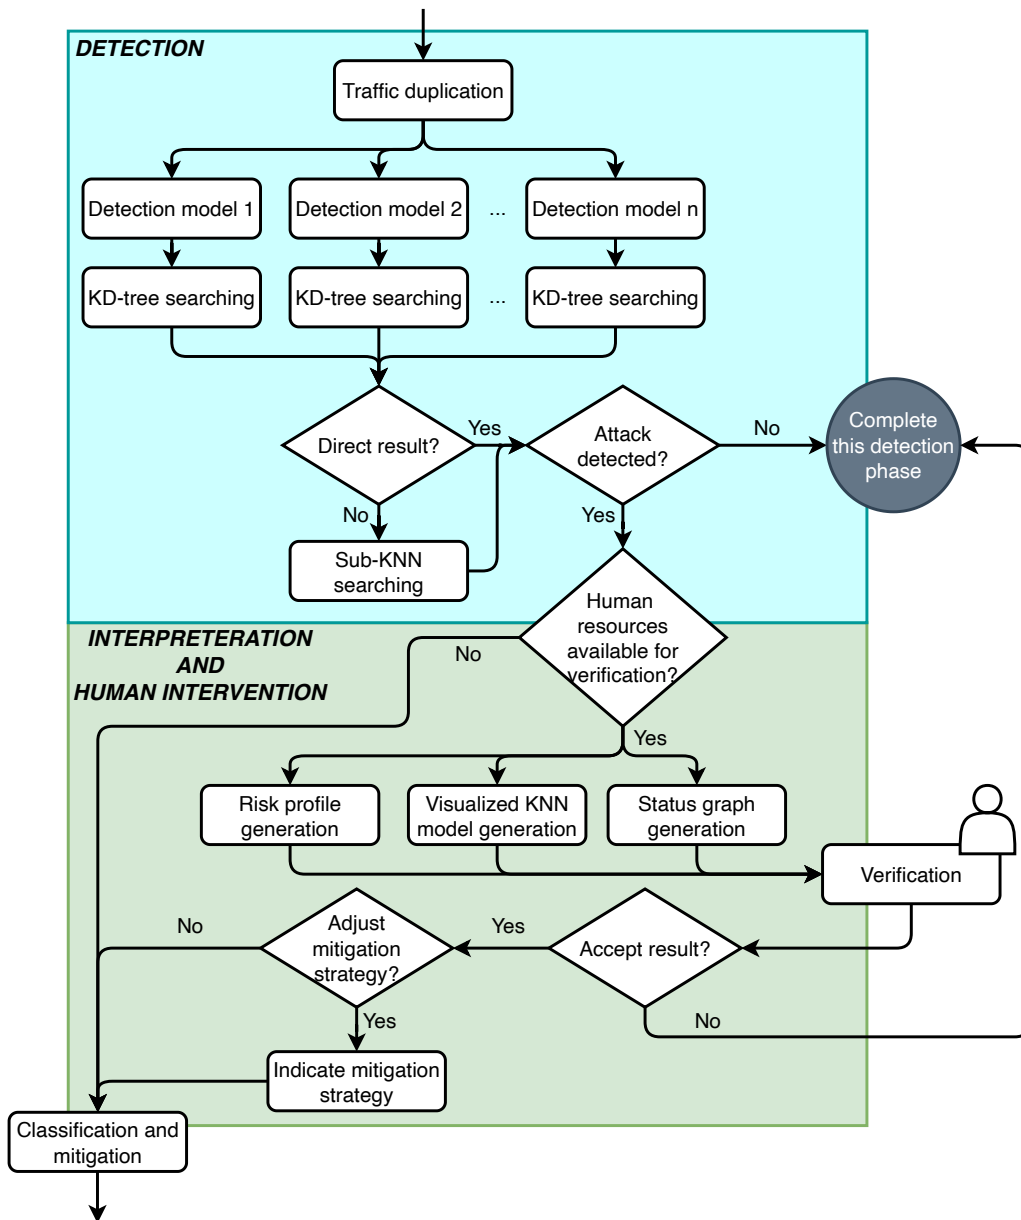 DETECTION
Traffic duplication
Detection model 1
Detection model 2
...
Detection model n
KD-tree searching
KD-tree searching
...
KD-tree searching
Direct result?
Yes
Attack
detected?
No
Complete
this detection
phase
No
Yes
Sub-KNN
searching
Human
resources
available for
verification?
INTERPRETERATION
AND
HUMAN INTERVENTION
No
Yes
Risk profile
generation
Visualized KNN
model generation
Status graph
generation
Verification
No
Adjust
mitigation
strategy?
Yes
Accept result?
Yes
No
Indicate mitigation
strategy
Classification and
mitigation